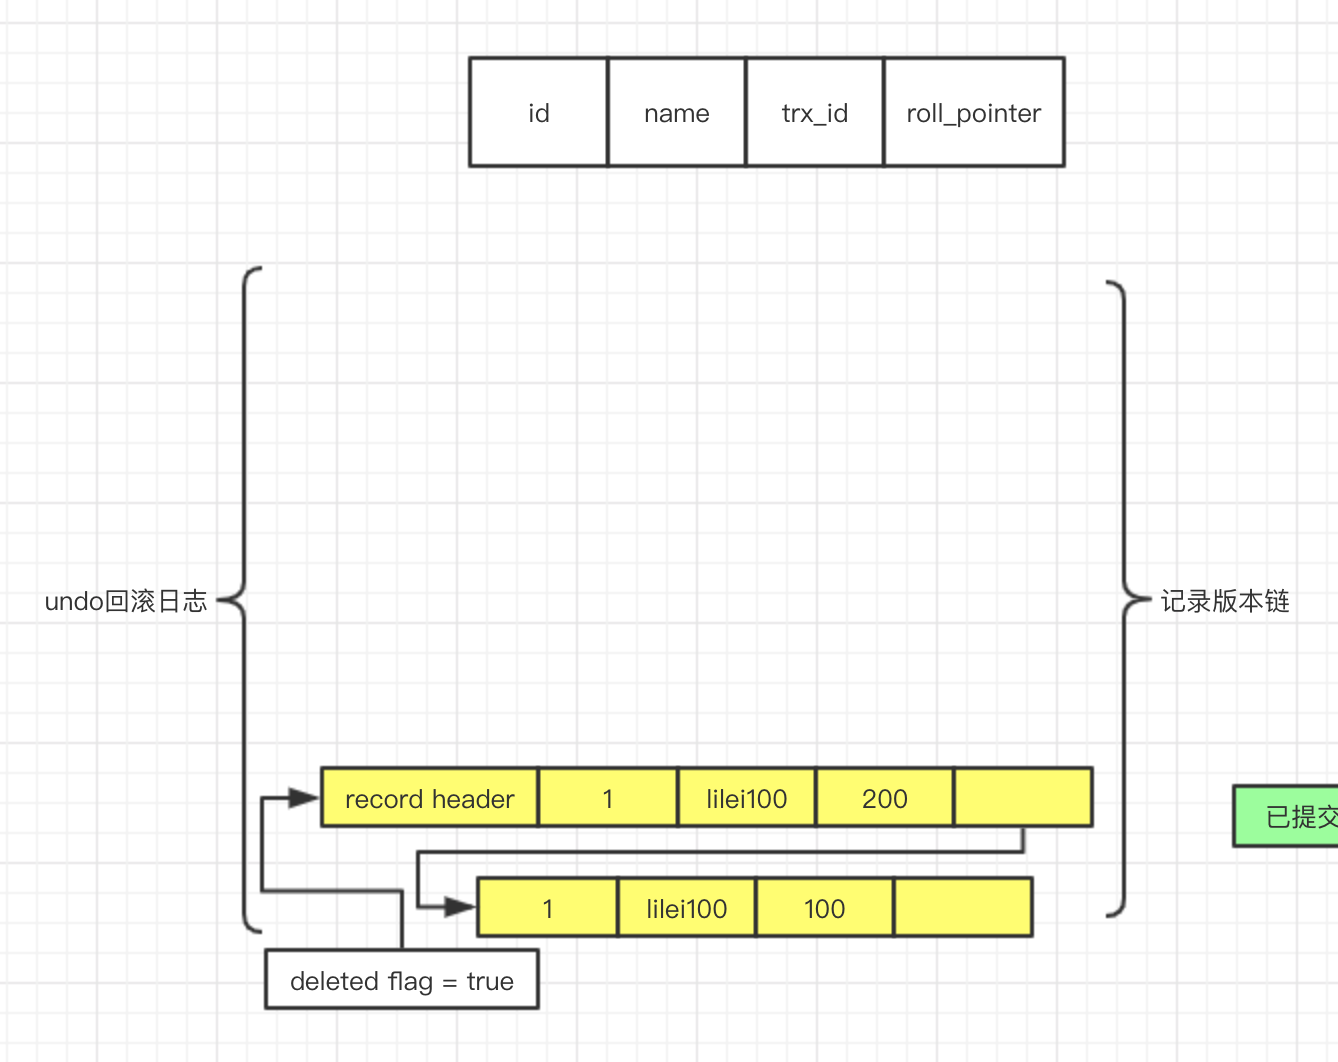 id name trx_id roll_pointer
undo回滚日志
记录版本链
record header 1 lilei100 200
已提交
1 lilei100 100
deleted flag = true